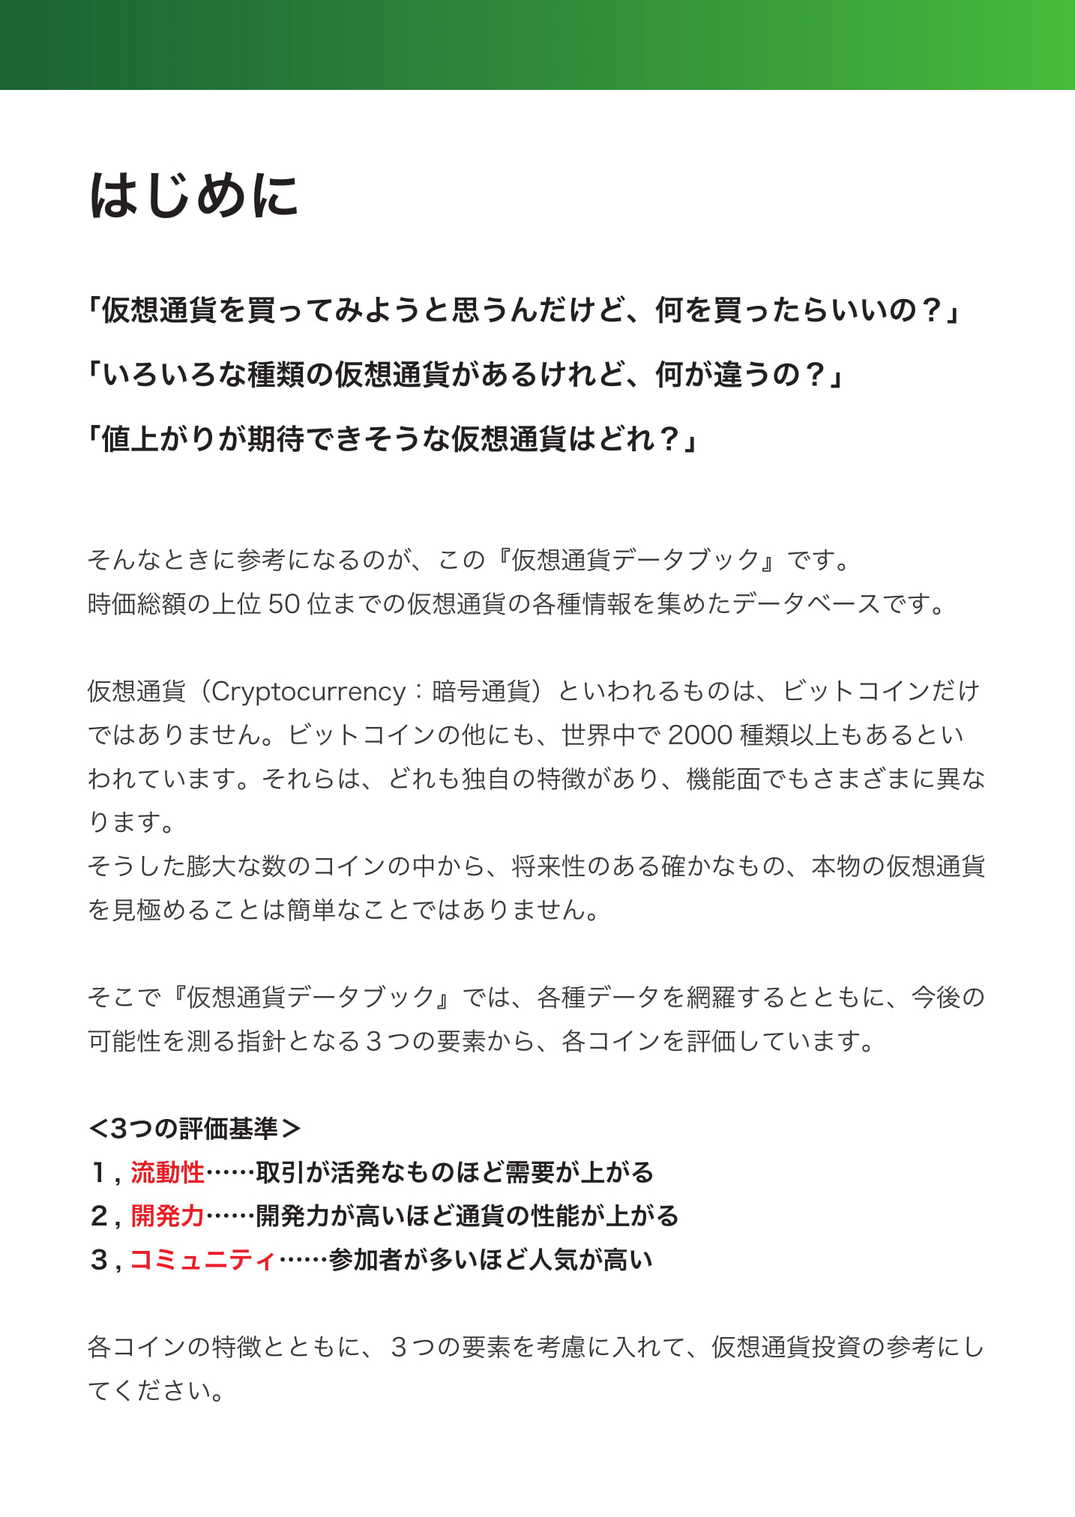 はじめに
「仮想通貨を買ってみようと思うんだけど、何を買ったらいいの？」
「いろいろな種類の仮想通貨があるけれど、何が違うの？」
「値上がりが期待できそうな仮想通貨はどれ？」
そんなときに参考になるのが、この『仮想通貨データブック』です。
時価総額の上位 50 位までの仮想通貨の各種情報を集めたデータベースです。
仮想通貨（Cryptocurrency：暗号通貨）といわれるものは、ビットコインだけ
ではありません。ビットコインの他にも、世界中で 2000 種類以上もあるとい
われています。それらは、どれも独自の特徴があり、機能面でもさまざまに異な
ります。
そうした膨大な数のコインの中から、将来性のある確かなもの、本物の仮想通貨
を見極めることは簡単なことではありません。
そこで『仮想通貨データブック』では、各種データを網羅するとともに、今後の
可能性を測る指針となる３つの要素から、各コインを評価しています。
＜3つの評価基準＞
１, 流動性……取引が活発なものほど需要が上がる
２, 開発力……開発力が高いほど通貨の性能が上がる
３, コミュニティ……参加者が多いほど人気が高い
各コインの特徴とともに、３つの要素を考慮に入れて、仮想通貨投資の参考にし
てください。